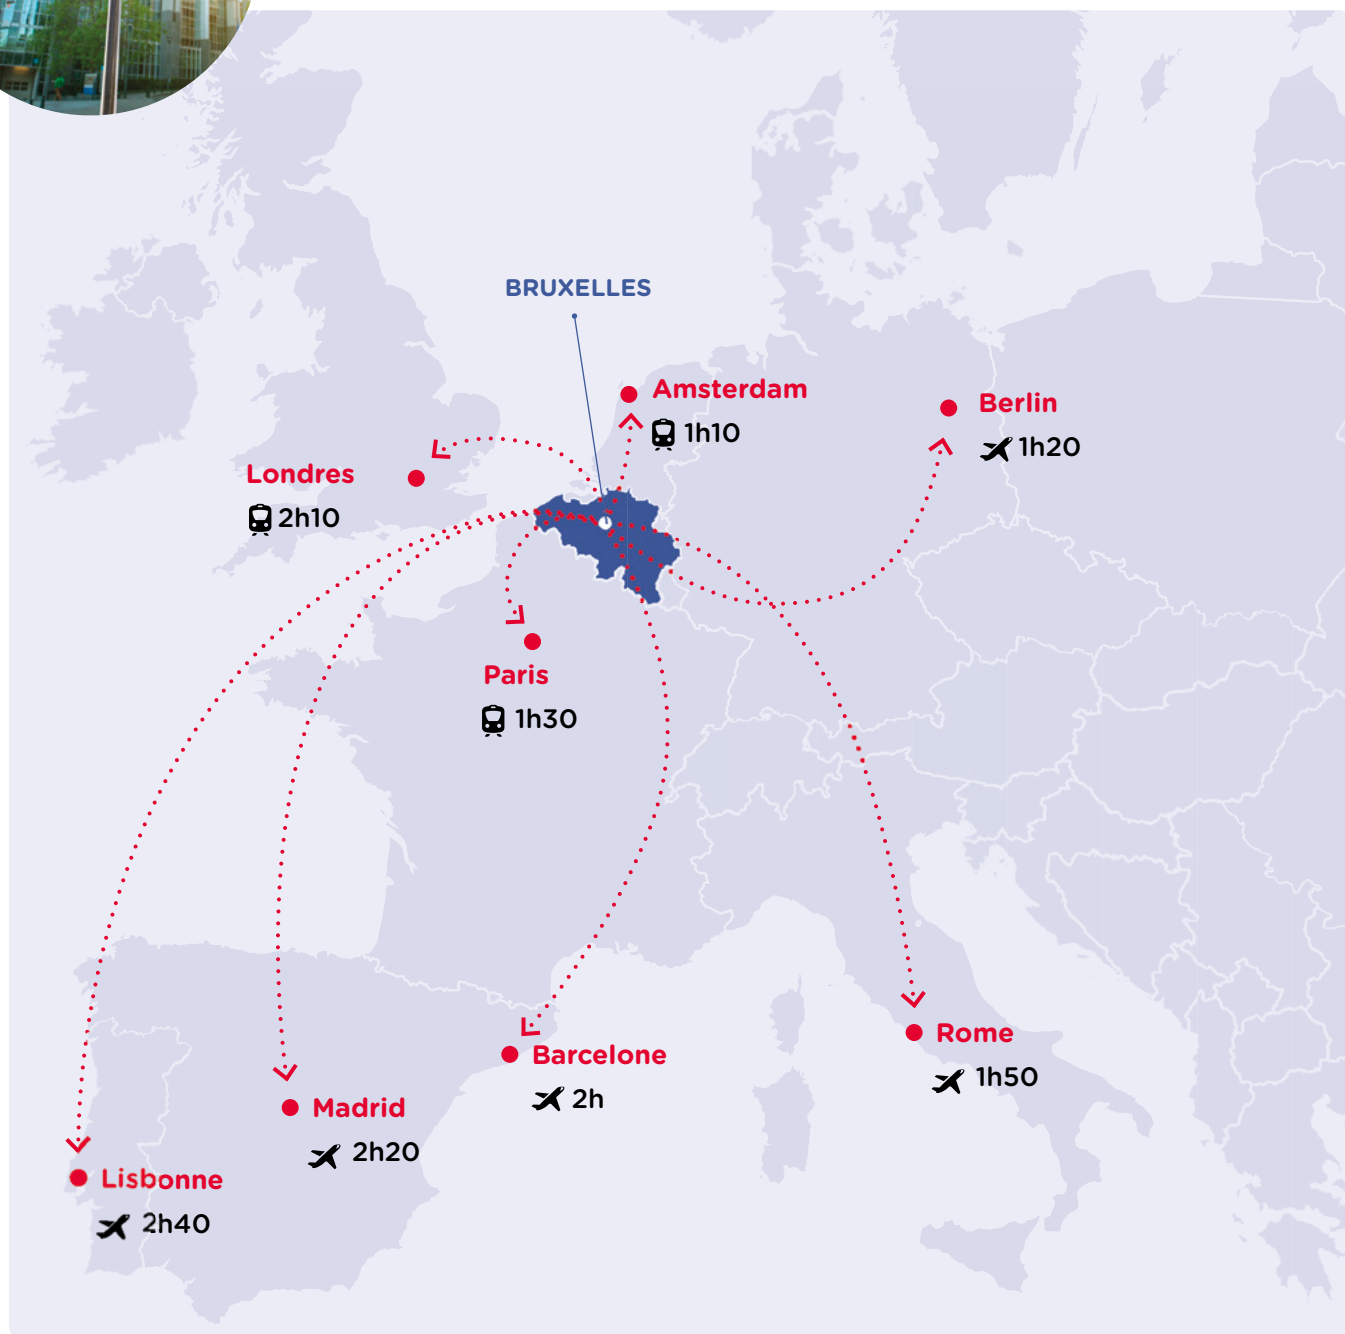 BRUXELLES
Amsterdam
1h10
Berlin
1h20
Londres
2h10
Paris
1h30
Rome
1h50
Barcelone
2h
Madrid
2h20
Lisbonne
2h40